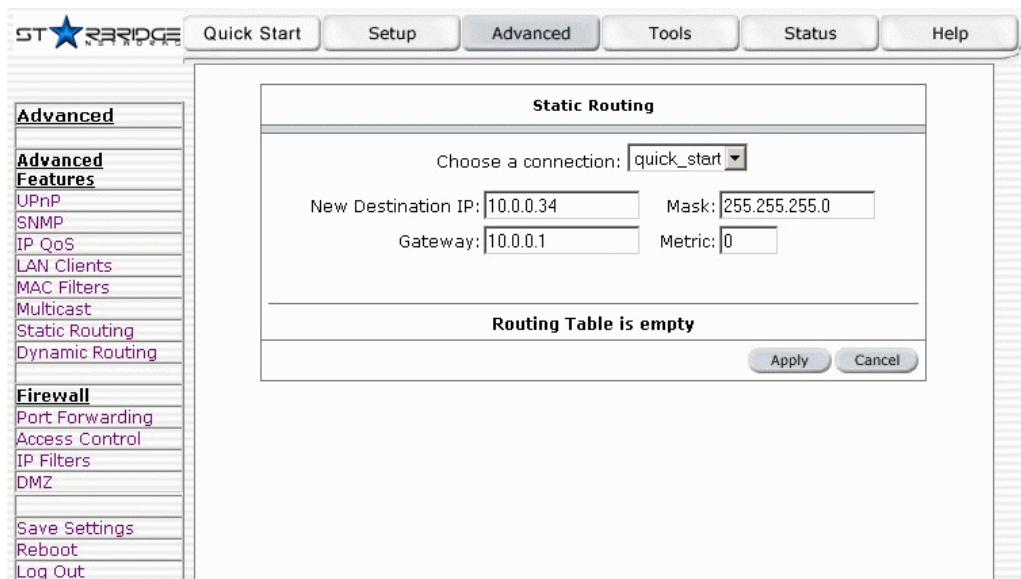 STARBRIDGE
NETWORKS
Quick Start
Setup
Advanced
Tools
Status
Help
Advanced
Advanced
Features
UPnP
SNMP
IP QoS
LAN Clients
MAC Filters
Multicast
Static Routing
Dynamic Routing
Firewall
Port Forwarding
Access Control
IP Filters
DMZ
Save Settings
Reboot
Log Out
Static Routing
Choose a connection: quick_start
New Destination IP: 10.0.0.34 Mask: 255.255.255.0
Gateway: 10.0.0.1 Metric: 0
Routing Table is empty
Apply Cancel